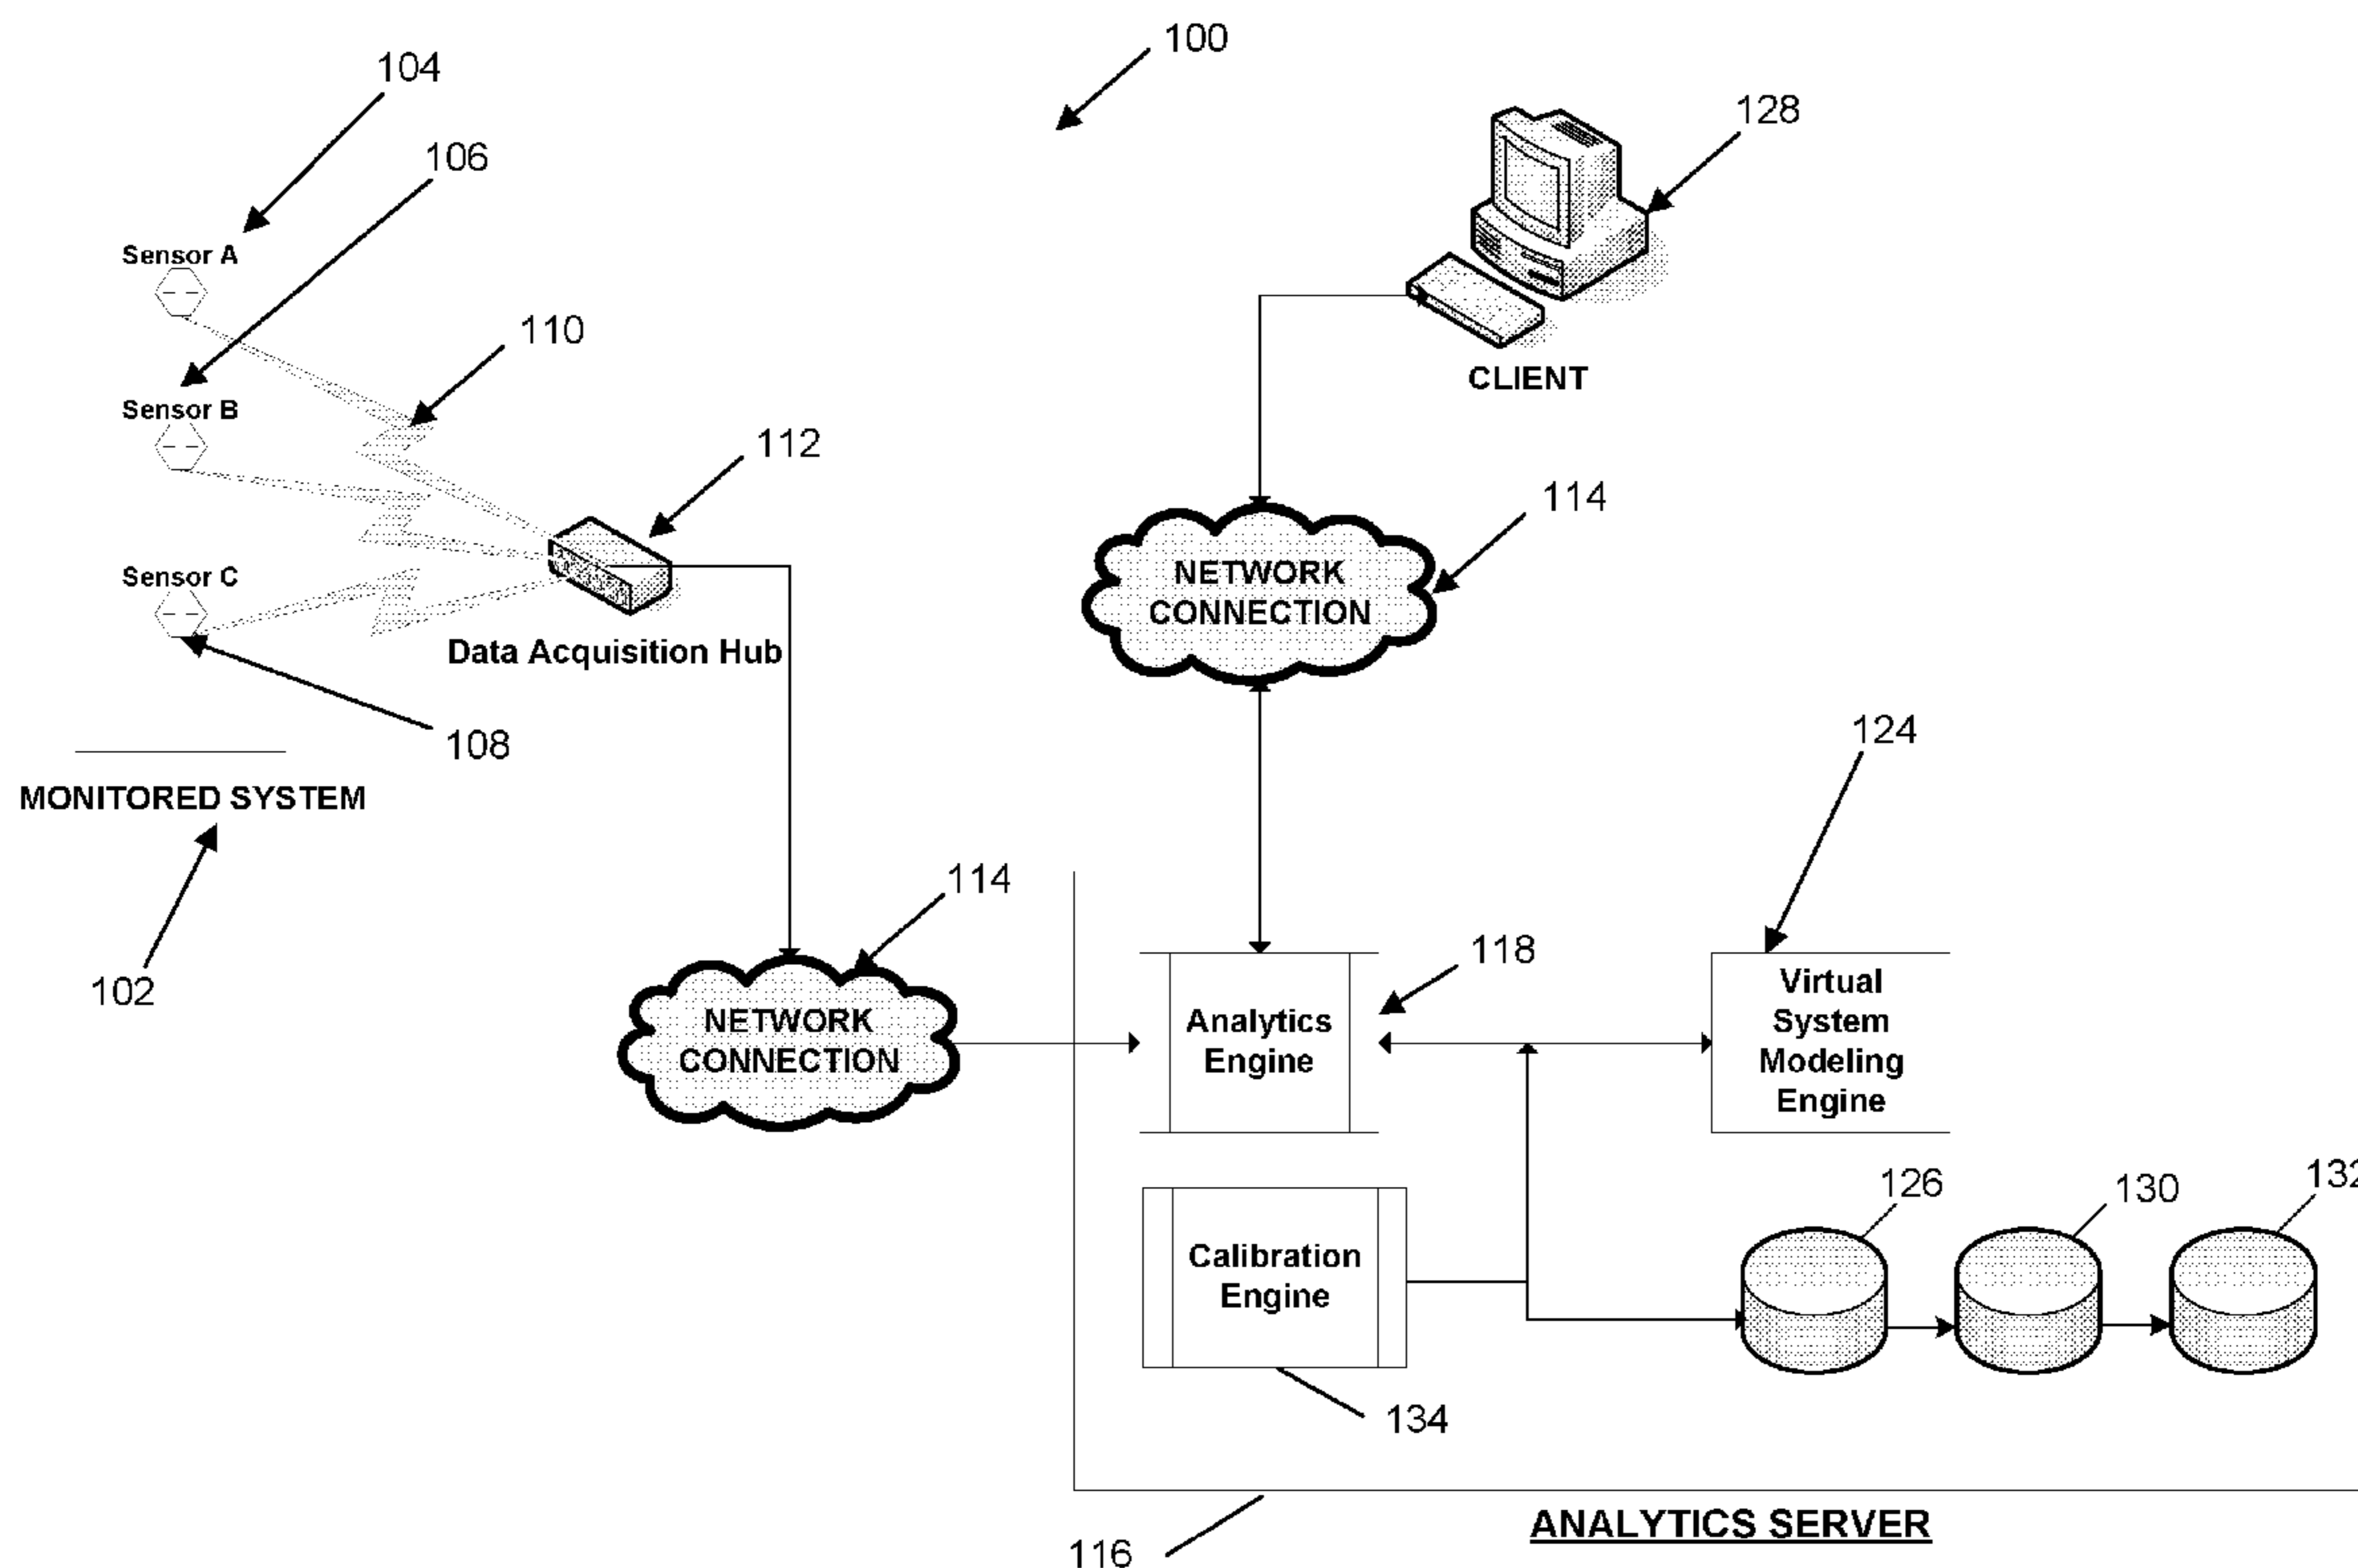 100
104
128
106
Sensor A
110
CLIENT
Sensor B
112
114
NETWORK
CONNECTION
Sensor C
Data Acquisition Hub
108
124
MONITORED SYSTEM
114
118
102
Virtual
System
Modeling
Engine
NETWORK
CONNECTION
Analytics
Engine
126
130
132
Calibration
Engine
134
ANALYTICS SERVER
116